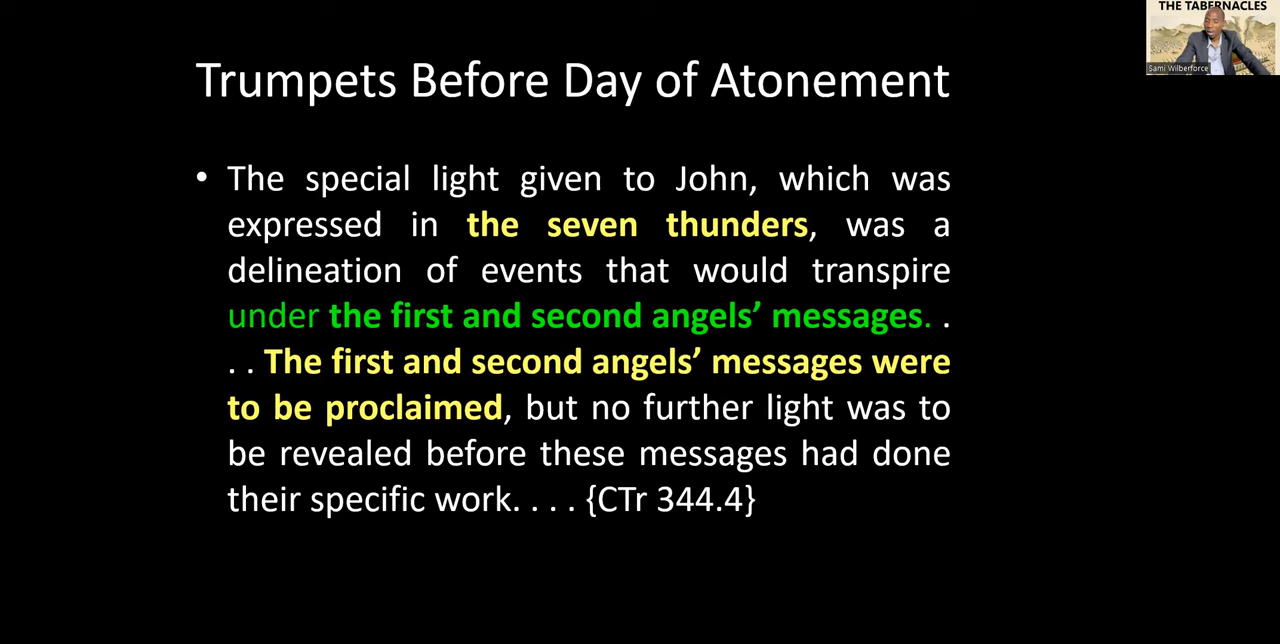 THE TABERNACLES
Sami Wilberforce
Trumpets Before Day of Atonement
• The special light given to John, which was
expressed in the seven thunders, was a
delineation of events that would transpire
under the first and second angels’ messages. .
. . The first and second angels’ messages were
to be proclaimed, but no further light was to
be revealed before these messages had done
their specific work. . . . {CTr 344.4}